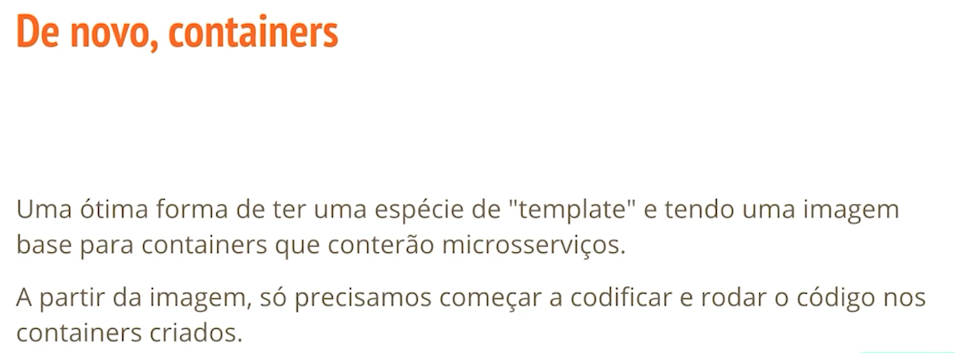 De novo, containers
Uma ótima forma de ter uma espécie de "template" e tendo uma imagem
base para containers que conterão microsserviços.
A partir da imagem, só precisamos começar a codificar e rodar o código nos
containers criados.